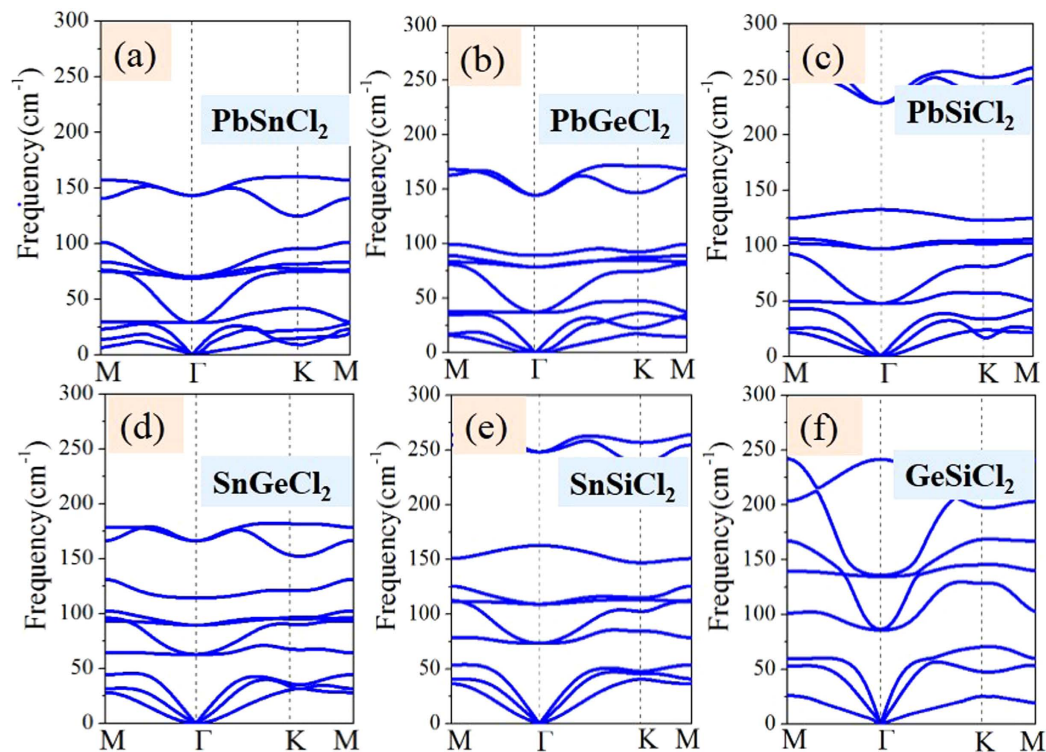 300
250
200
150
100
50
0
Frequency(cm⁻¹)
(a)
PbSnCl₂
M Γ K M
300
250
200
150
100
50
0
Frequency(cm⁻¹)
(b)
PbGeCl₂
M Γ K M
300
250
200
150
100
50
0
Frequency(cm⁻¹)
(c)
PbSiCl₂
M Γ K M
300
250
200
150
100
50
0
Frequency(cm⁻¹)
(d)
SnGeCl₂
M Γ K M
300
250
200
150
100
50
0
Frequency(cm⁻¹)
(e)
SnSiCl₂
M Γ K M
300
250
200
150
100
50
0
Frequency(cm⁻¹)
(f)
GeSiCl₂
M Γ K M